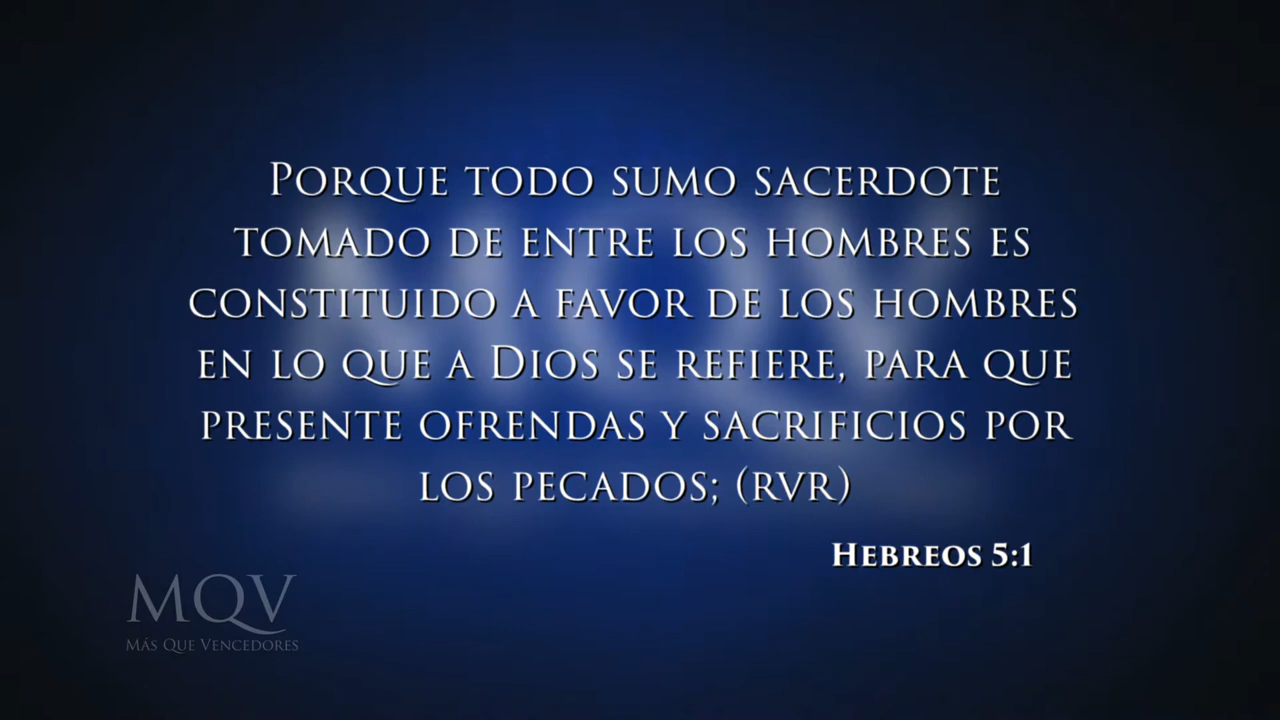 Porque todo sumo sacerdote
tomado de entre los hombres es
constituido a favor de los hombres
en lo que a Dios se refiere, para que
presente ofrendas y sacrificios por
los pecados; (rvr)
Hebreos 5:1
MQV
Más Que Vencedores